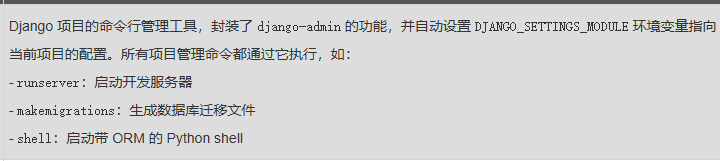 Django 项目的命令行管理工具，封装了 django-admin 的功能，并自动设置 DJANGO_SETTINGS_MODULE 环境变量指向
当前项目的配置。所有项目管理命令都通过它执行，如：
- runserver：启动开发服务器
- makemigrations：生成数据库迁移文件
- shell：启动带 ORM 的 Python shell